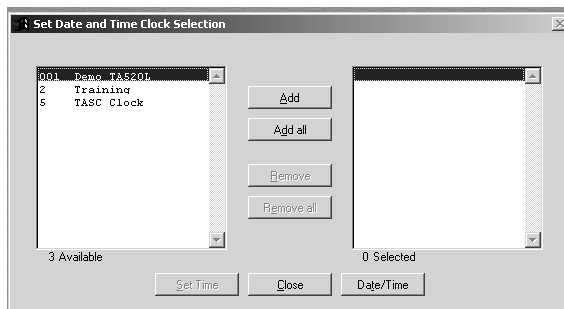 Set Date and Time Clock Selection
001 Demo TA520L
2 Training
5 TASC Clock
Add
Add all
Remove
Remove all
3 Available
0 Selected
Set Time
Close
Date/Time